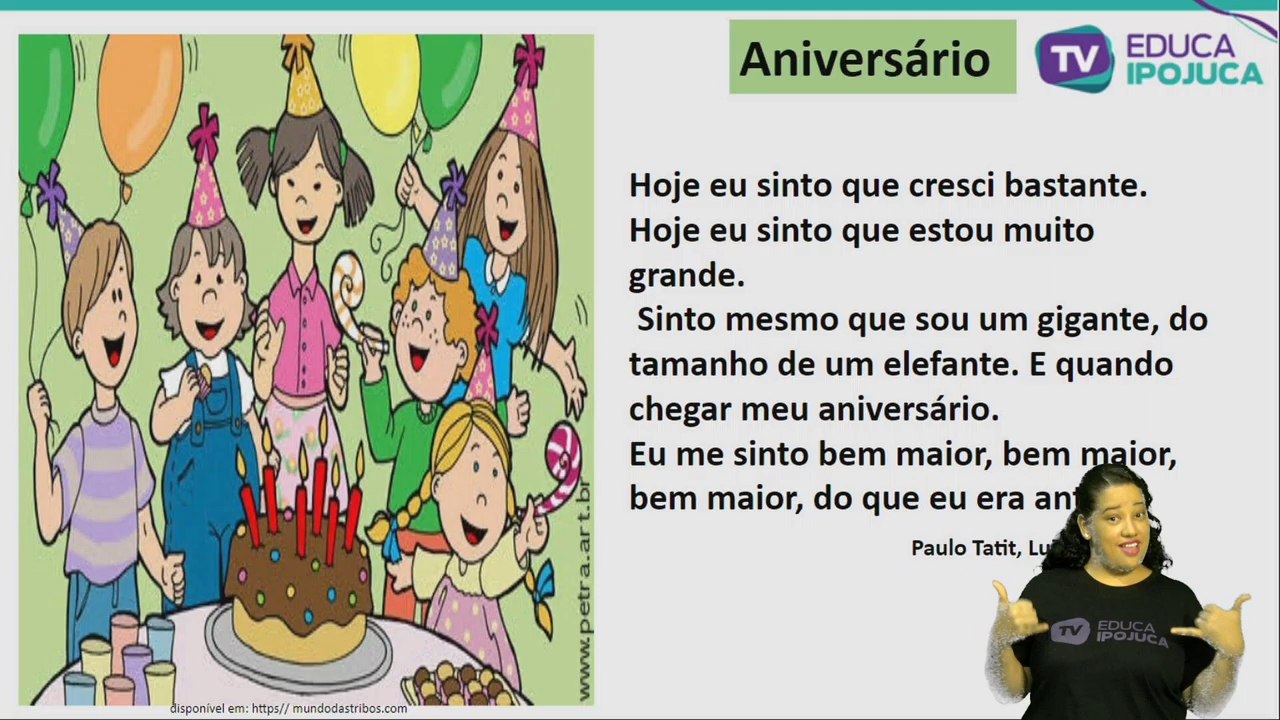 Aniversário
TV EDUCA
IPOJUCA
Hoje eu sinto que cresci bastante.
Hoje eu sinto que estou muito
grande.
Sinto mesmo que sou um gigante, do
tamanho de um elefante. E quando
chegar meu aniversário.
Eu me sinto bem maior, bem maior,
bem maior, do que eu era
Paulo Tatit,
TV EDUCA
IPOJUCA
www.petra.art.br
disponível em: https// mundodastribos.com